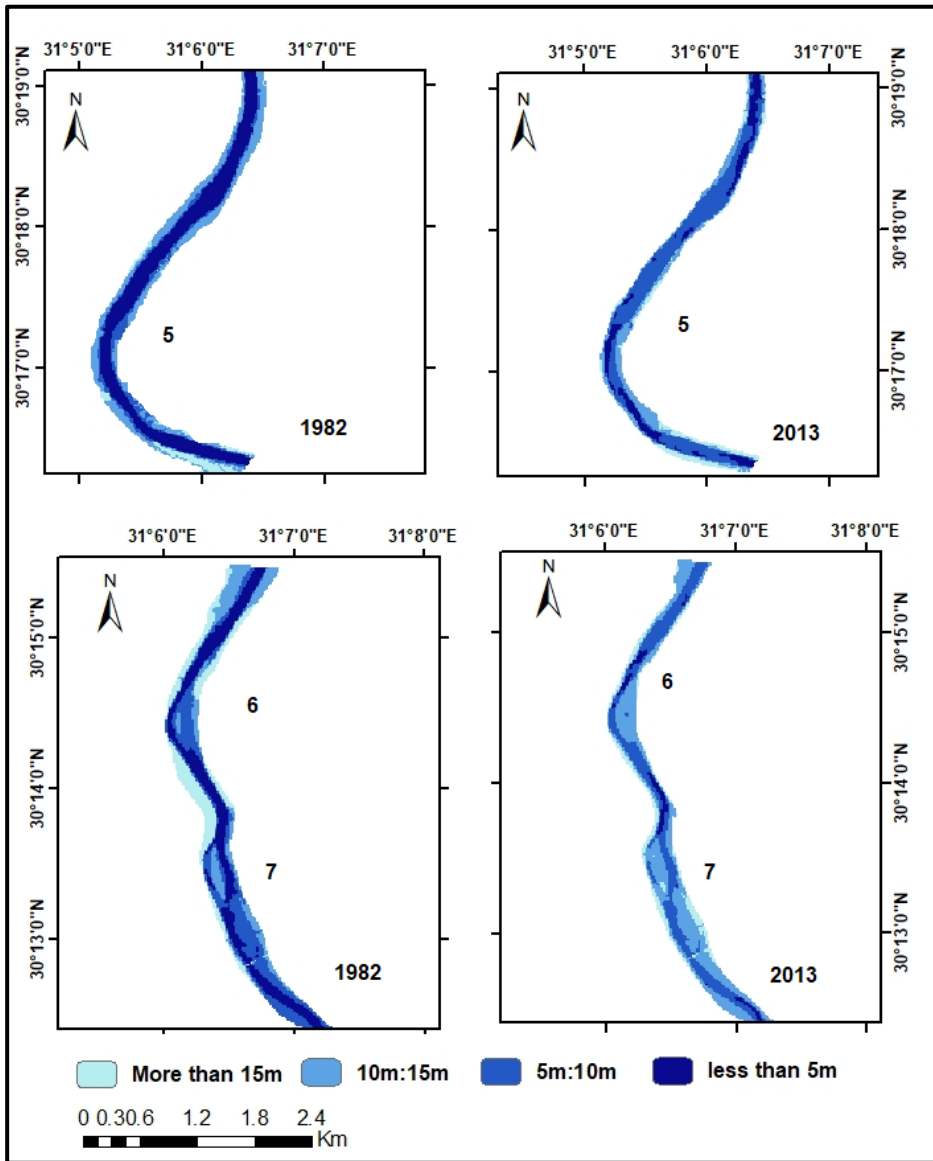 31°5'0"E 31°6'0"E 31°7'0"E
31°5'0"E 31°6'0"E 31°7'0"E
30°19'0"N
30°18'0"N
30°17'0"N
N
5
1982
N
5
2013
30°19'0"N
30°18'0"N
30°17'0"N
31°6'0"E 31°7'0"E 31°8'0"E
31°6'0"E 31°7'0"E 31°8'0"E
30°15'0"N
30°14'0"N
30°13'0"N
N
6
7
1982
N
6
7
2013
30°15'0"N
30°14'0"N
30°13'0"N
More than 15m 10m:15m 5m:10m less than 5m
0 0.30.6 1.2 1.8 2.4
Km